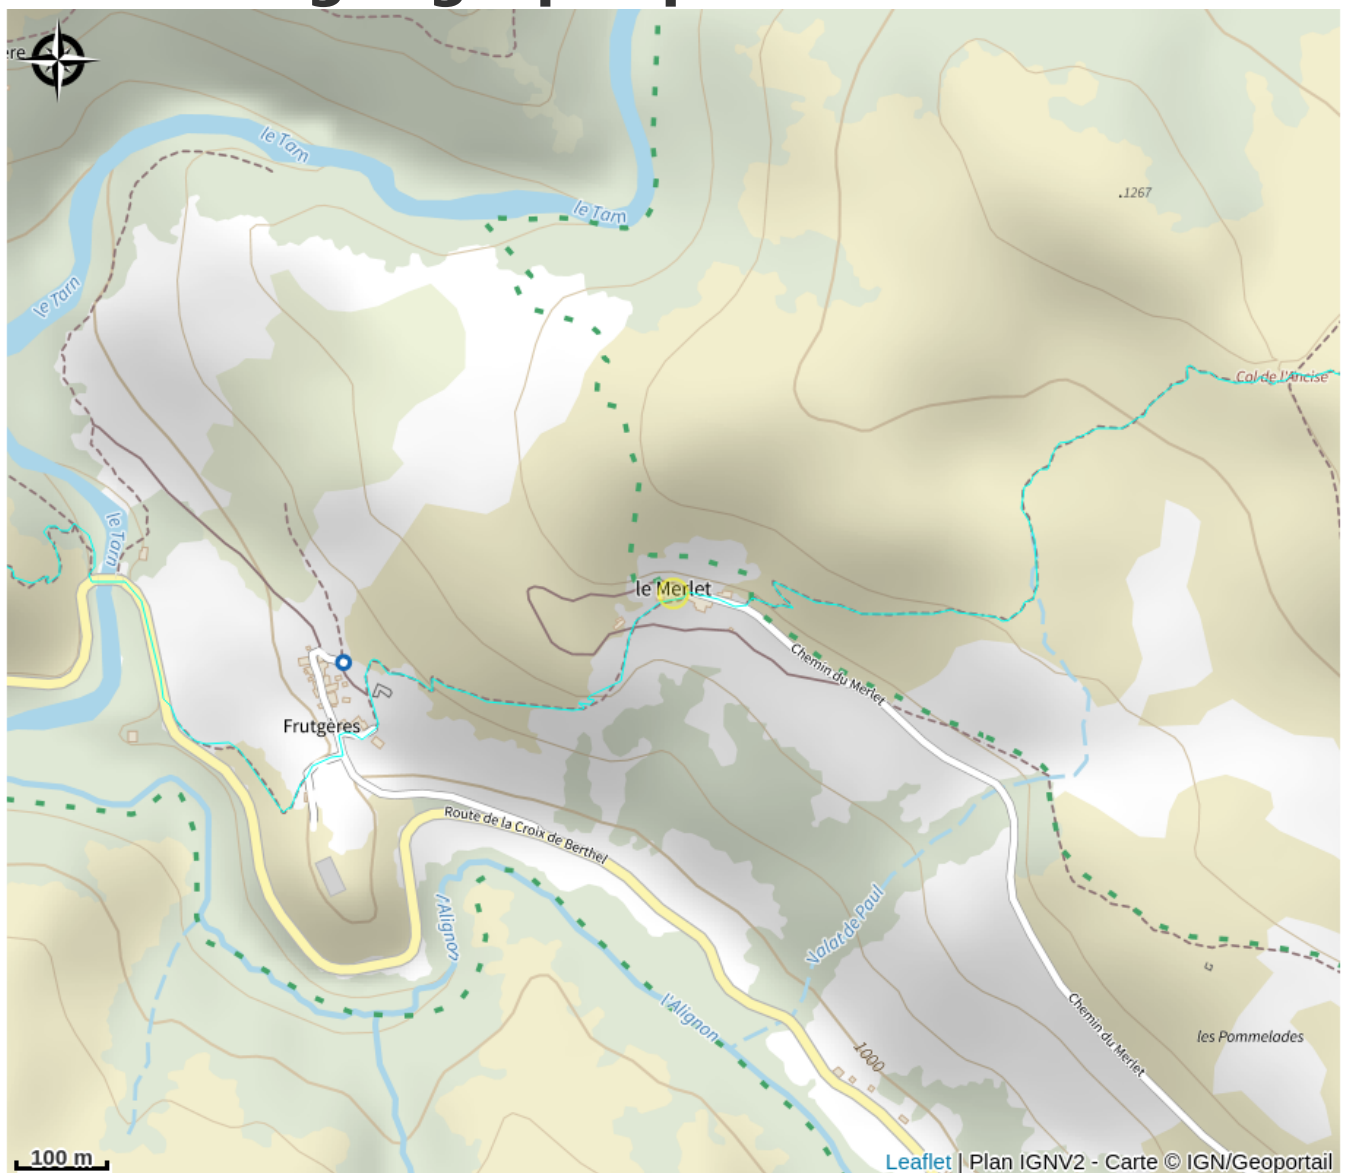 ère
le Tarn
le Tarn
.1267
le Tarn
Col de l'Ancise
le Tarn
le Merlet
Chemin du Merlet
Frutgères
Route de la Croix de Berthel
Valat de Paul
l'Alignon
l'Alignon
Chemin du Merlet
les Pommelades
1000
100 m
Leaflet | Plan IGNV2 - Carte © IGN/Geoportail